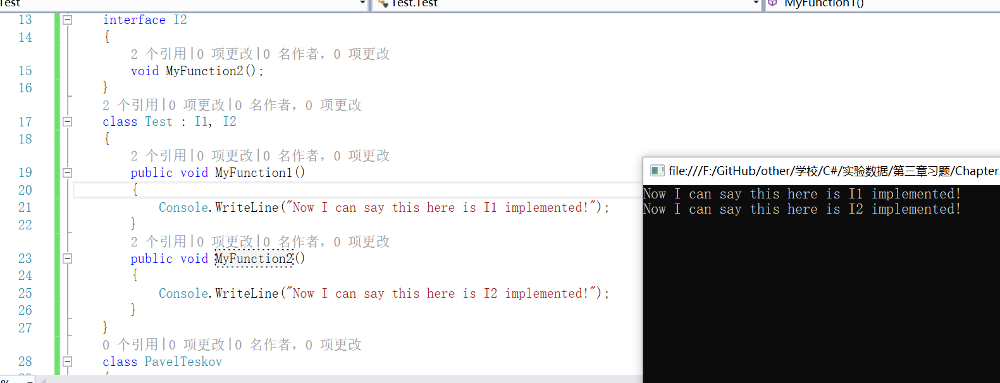 Test
Test.Test
MyFunction1()
13 interface I2
14 {
2 个引用|0 项更改|0 名作者，0 项更改
15 void MyFunction2();
16 }
2 个引用|0 项更改|0 名作者，0 项更改
17 class Test : I1, I2
18 {
2 个引用|0 项更改|0 名作者，0 项更改
19 public void MyFunction1()
20 {
21 Console.WriteLine("Now I can say this here is I1 implemented!");
22 }
2 个引用|0 项更改|0 名作者，0 项更改
23 public void MyFunction2()
24 {
25 Console.WriteLine("Now I can say this here is I2 implemented!");
26 }
27 }
0 个引用|0 项更改|0 名作者，0 项更改
28 class PavelTeskov
%
file:///F:/GitHub/other/学校/C#/实验数据/第三章习题/Chapter
Now I can say this here is I1 implemented!
Now I can say this here is I2 implemented!